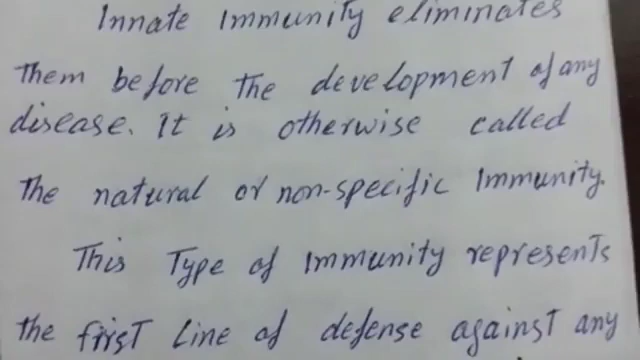 Innate Immunity eliminates
Them before the development of any
disease. It is otherwise called
The natural or non-specific Immunity.
This Type of Immunity represents
The first line of defense against any